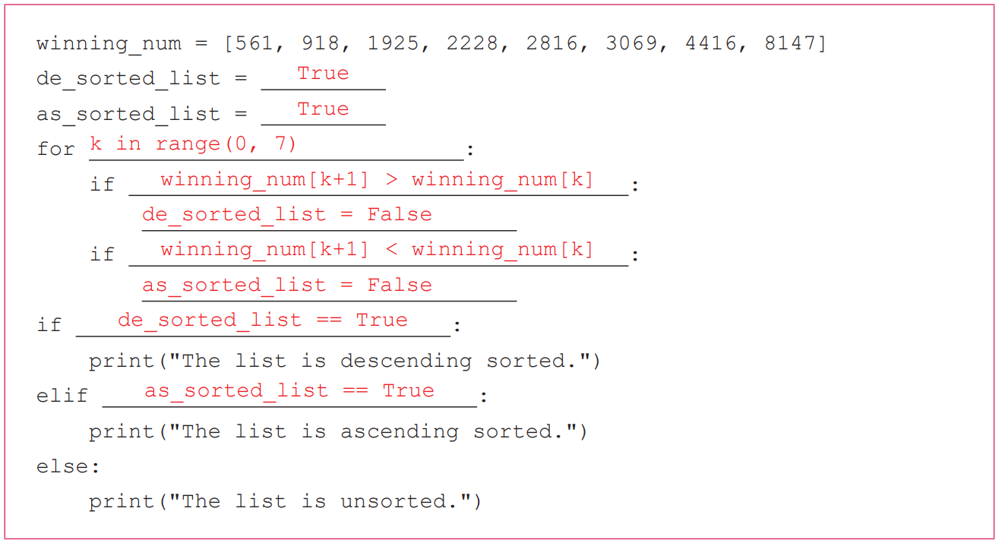 winning_num = [561, 918, 1925, 2228, 2816, 3069, 4416, 8147]
de_sorted_list = True
as_sorted_list = True
for k in range(0, 7):
    if winning_num[k+1] > winning_num[k]:
        de_sorted_list = False
    if winning_num[k+1] < winning_num[k]:
        as_sorted_list = False
if de_sorted_list == True:
    print("The list is descending sorted.")
elif as_sorted_list == True:
    print("The list is ascending sorted.")
else:
    print("The list is unsorted.")